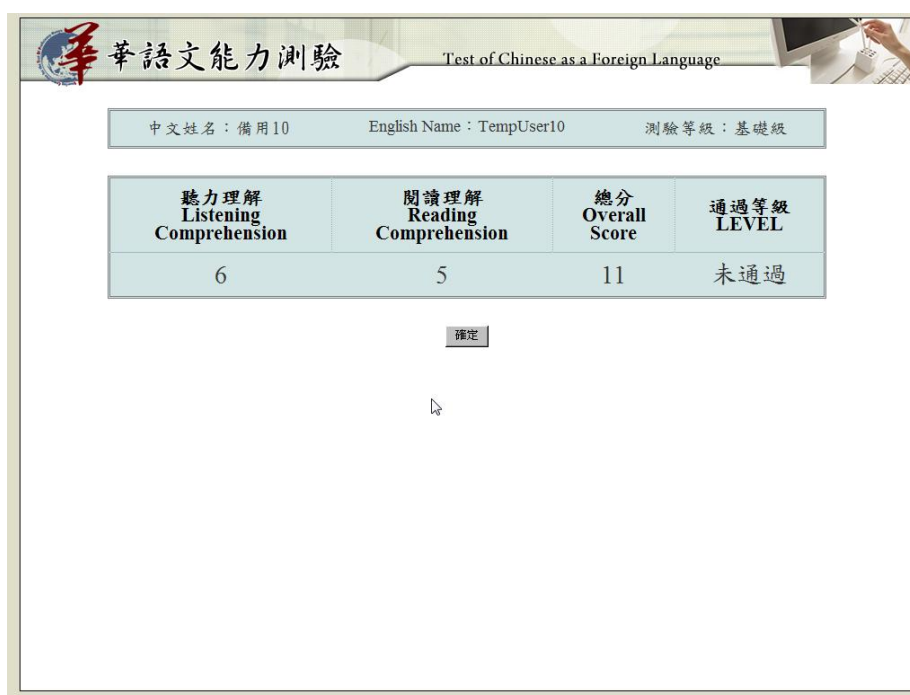 華 華語文能力測驗 Test of Chinese as a Foreign Language
中文姓名：備用10 English Name：TempUser10 測驗等級：基礎級
聽力理解 閱讀理解 總分 通過等級
Listening Reading Overall LEVEL
Comprehension Comprehension Score
6 5 11 未通過
確定